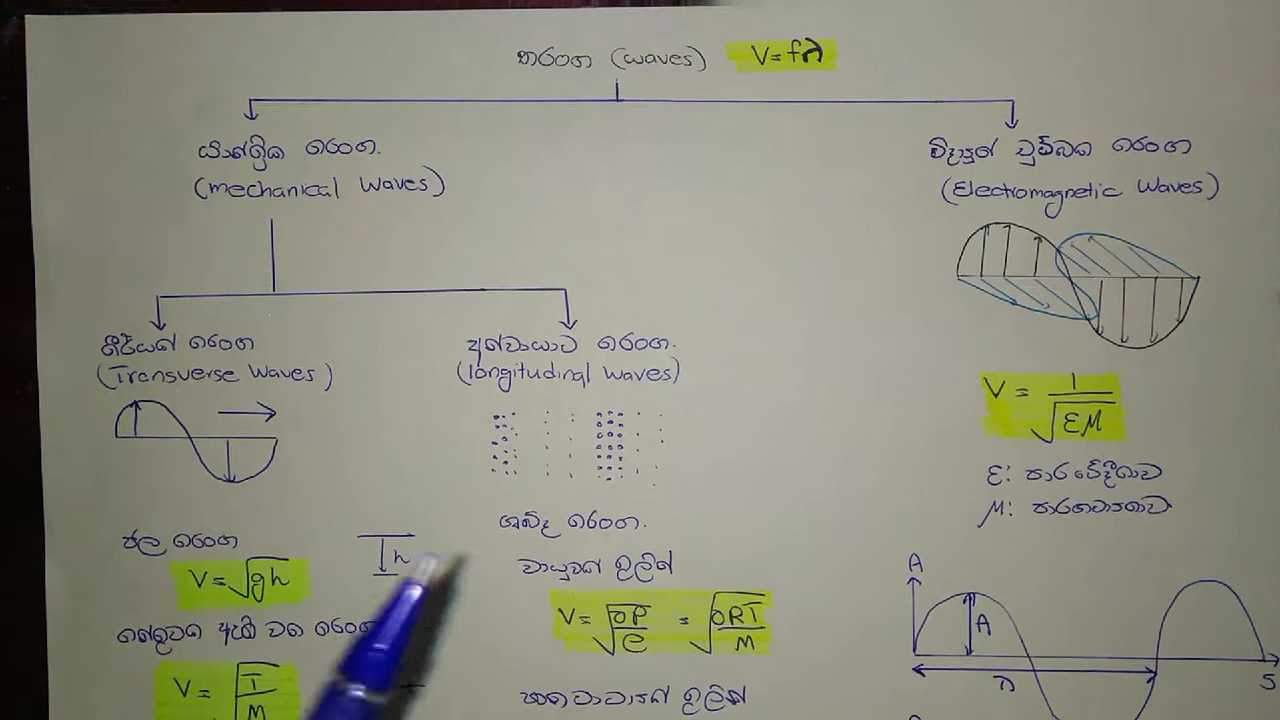 තරංග (waves) V = fλ
යාන්ත්‍රික තරංග.
(mechanical Waves)
විද්‍යුත් චුම්බක තරංග
(Electromagnetic Waves)
තීර්යක් තරංග
(Transverse Waves)
අන්වායාම තරංග.
(longitudinal Waves)
V = 1/√εμ
ε: පාරවේද්‍යතාව
μ: පාරගම්‍යතාව
ජල තරංග
h
V = √gh
ශබ්ද තරංග.
වායුවක් තුලින්
V = √γP/ρ = √γRT/M
V = √T/m
A
A
λ
S